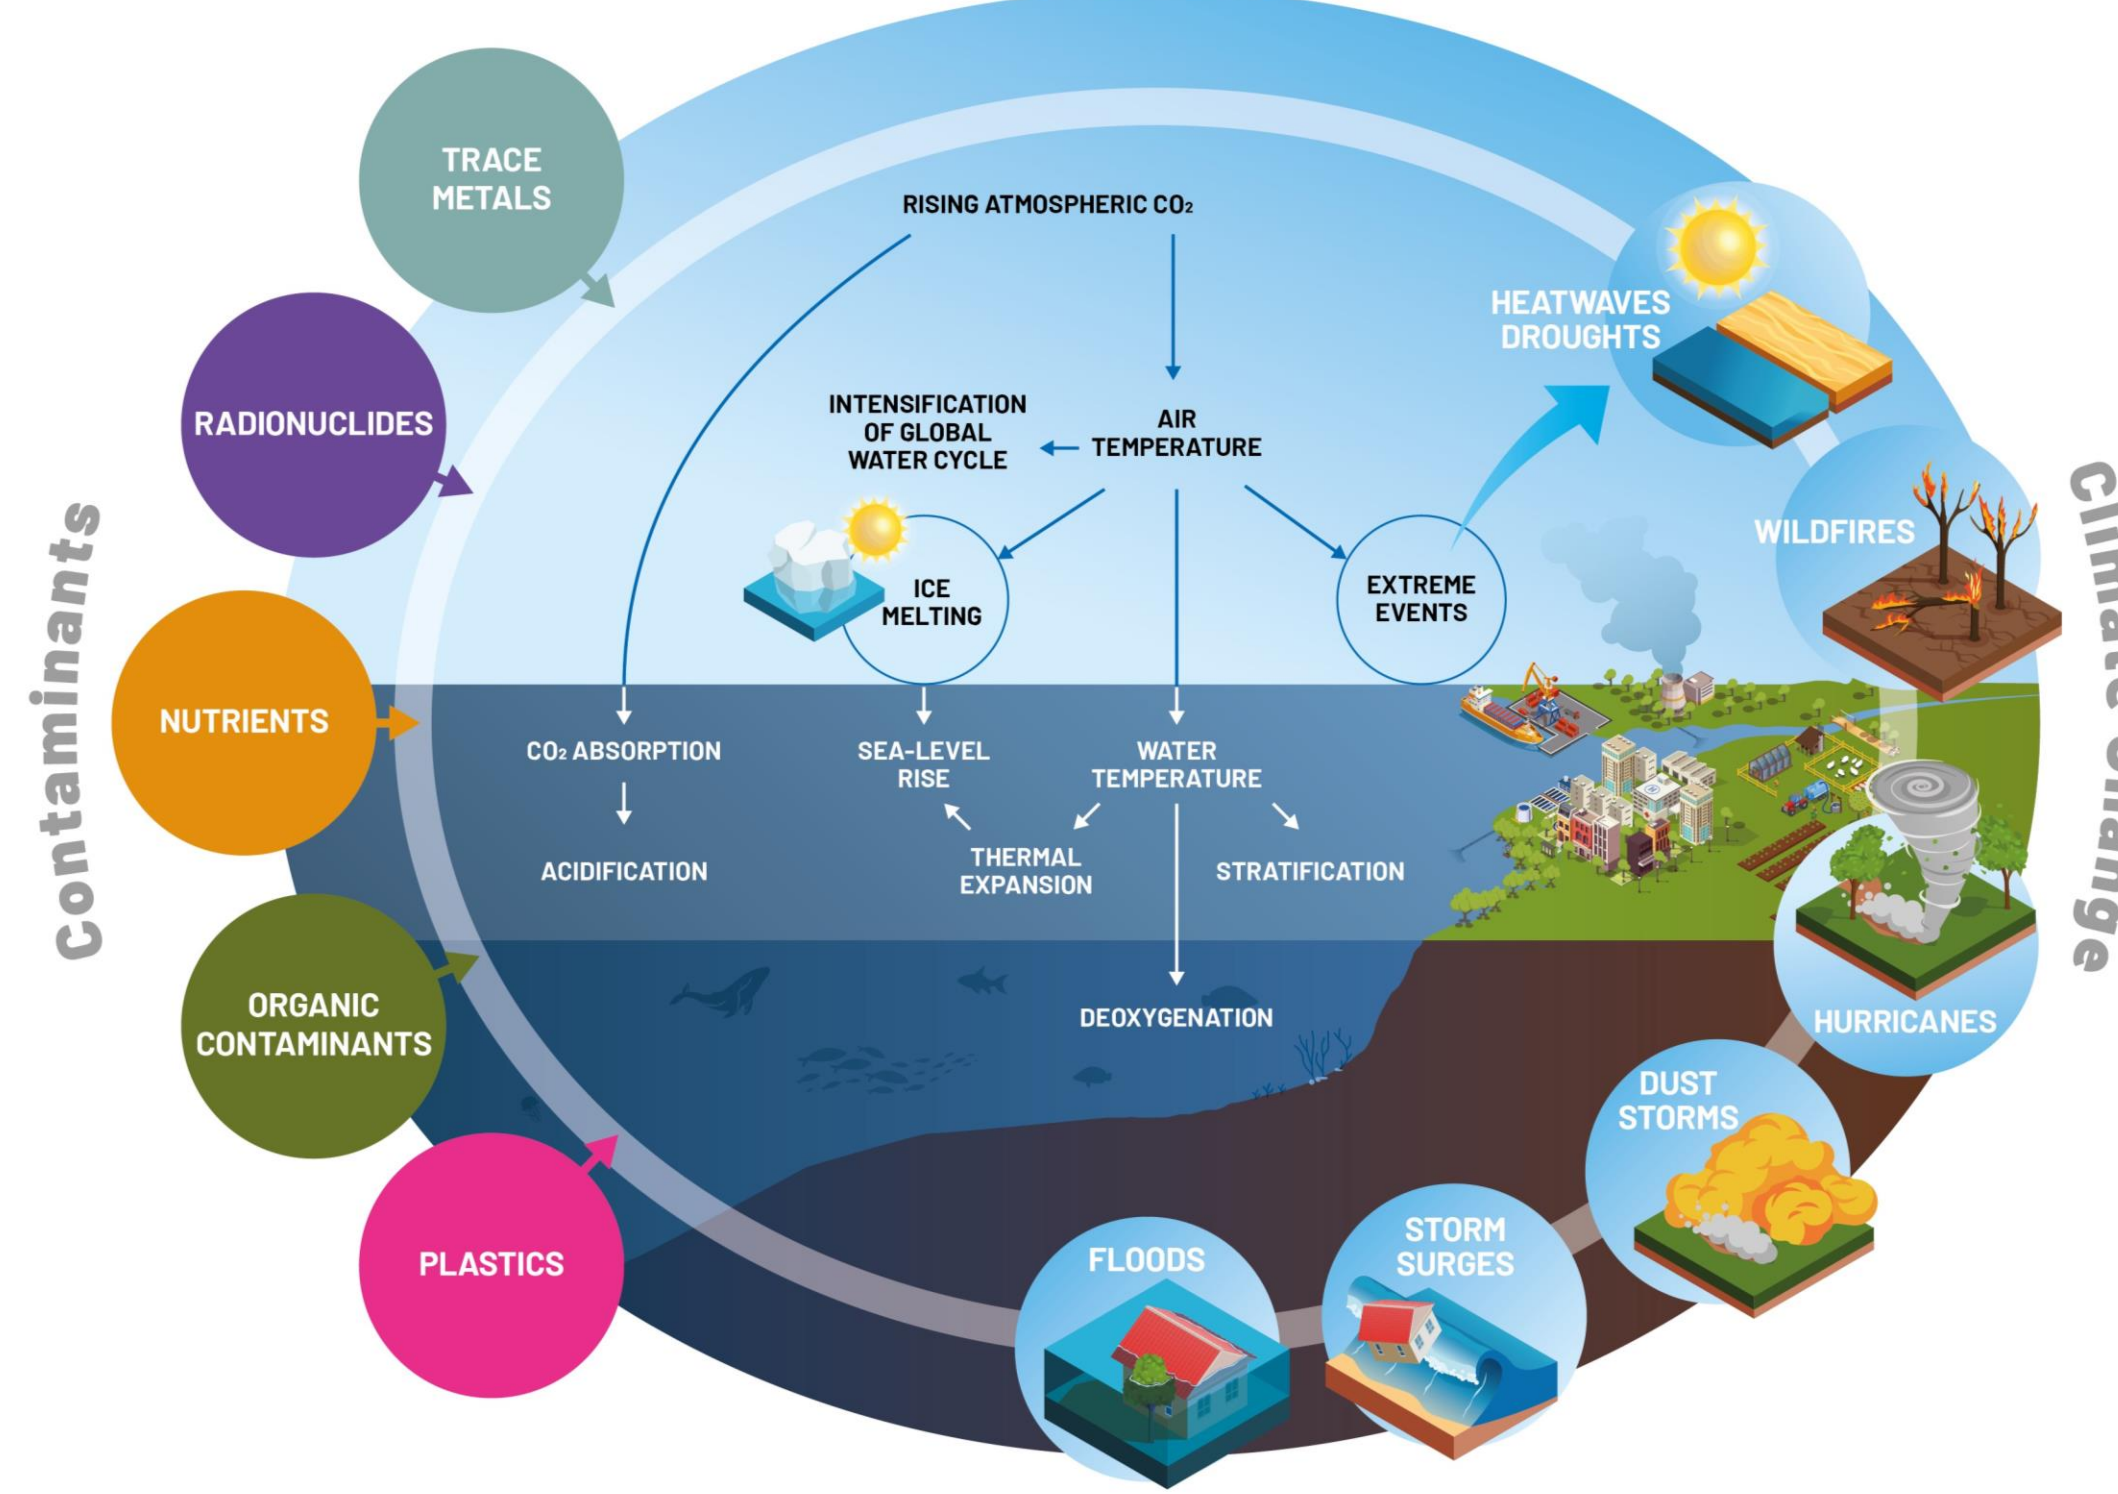 Contaminants
TRACE
METALS
RADIONUCLIDES
NUTRIENTS
ORGANIC
CONTAMINANTS
PLASTICS
RISING ATMOSPHERIC CO₂
INTENSIFICATION
OF GLOBAL
WATER CYCLE
AIR
TEMPERATURE
ICE
MELTING
EXTREME
EVENTS
CO₂ ABSORPTION
ACIDIFICATION
SEA-LEVEL
RISE
WATER
TEMPERATURE
THERMAL
EXPANSION
STRATIFICATION
DEOXYGENATION
HEATWAVES
DROUGHTS
WILDFIRES
HURRICANES
DUST
STORMS
STORM
SURGES
FLOODS
Climate change